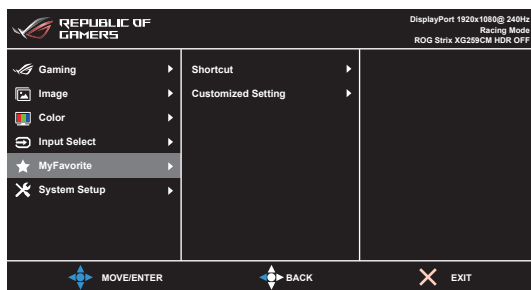 REPUBLIC OF
GAMERS
DisplayPort 1920x1080@ 240Hz
Racing Mode
ROG Strix XG259CM HDR OFF
Gaming
Shortcut
Image
Customized Setting
Color
Input Select
MyFavorite
System Setup
MOVE/ENTER
BACK
EXIT